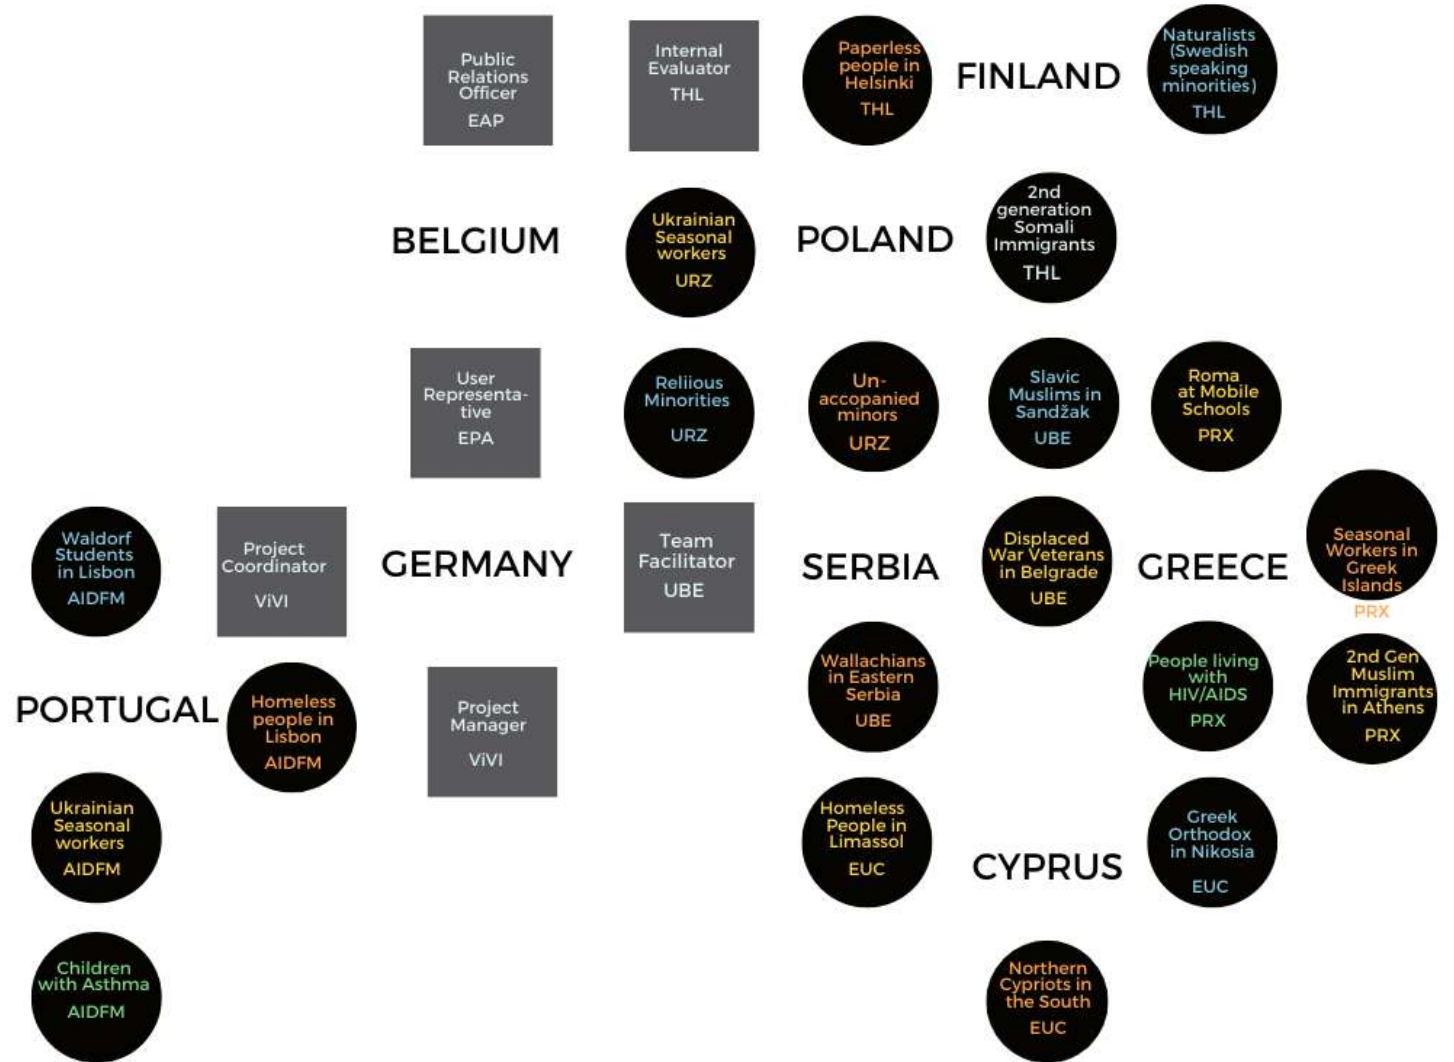 Public
Relations
Officer
EAP
Internal
Evaluator
THL
Paperless
people in
Helsinki
THL
FINLAND
Naturalists
(Swedish
speaking
minorities)
THL
BELGIUM
Ukrainian
Seasonal
workers
URZ
POLAND
2nd
generation
Somali
Immigrants
THL
User
Representa-
tive
EPA
Reliious
Minorities
URZ
Un-
accopanied
minors
URZ
Slavic
Muslims in
Sandžak
UBE
Roma
at Mobile
Schools
PRX
Waldorf
Students
in Lisbon
AIDFM
Project
Coordinator
ViVI
GERMANY
Team
Facilitator
UBE
SERBIA
Displaced
War Veterans
in Belgrade
UBE
GREECE
Seasonal
Workers in
Greek
Islands
PRX
PORTUGAL
Homeless
people in
Lisbon
AIDFM
Project
Manager
ViVI
Wallachians
in Eastern
Serbia
UBE
People living
with
HIV/AIDS
PRX
2nd Gen
Muslim
Immigrants
in Athens
PRX
Ukrainian
Seasonal
workers
AIDFM
Homeless
People in
Limassol
EUC
CYPRUS
Greek
Orthodox
in Nikosia
EUC
Children
with Asthma
AIDFM
Northern
Cypriots in
the South
EUC